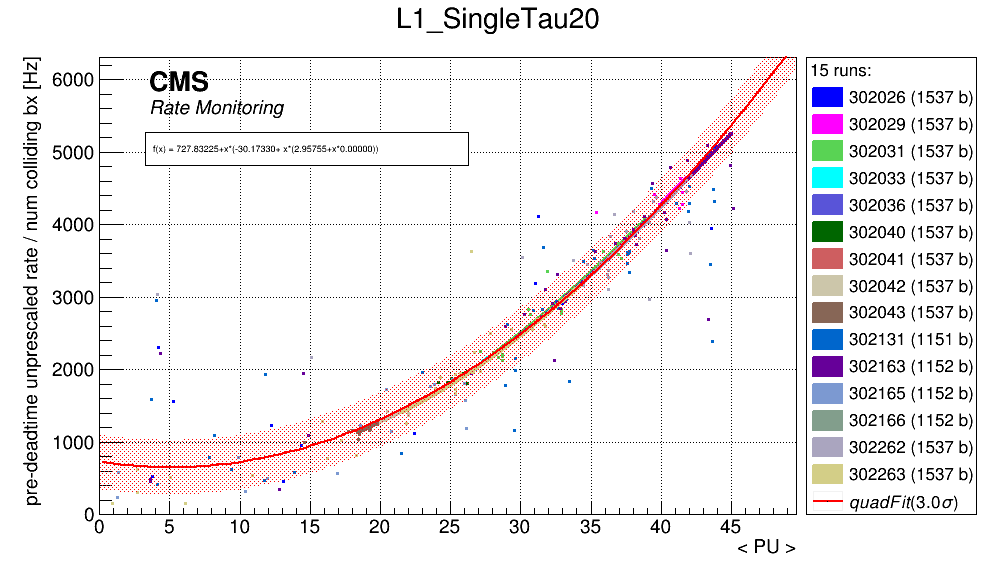 L1_SingleTau20
pre-deadtime unprescaled rate / num colliding bx [Hz]
6000
5000
4000
3000
2000
1000
0
CMS
Rate Monitoring
f(x) = 727.83225+x*(-30.17330+ x*(2.95755+x*0.00000))
0 5 10 15 20 25 30 35 40 45
< PU >
15 runs:
302026 (1537 b)
302029 (1537 b)
302031 (1537 b)
302033 (1537 b)
302036 (1537 b)
302040 (1537 b)
302041 (1537 b)
302042 (1537 b)
302043 (1537 b)
302131 (1151 b)
302163 (1152 b)
302165 (1152 b)
302166 (1152 b)
302262 (1537 b)
302263 (1537 b)
quadFit(3.0σ)